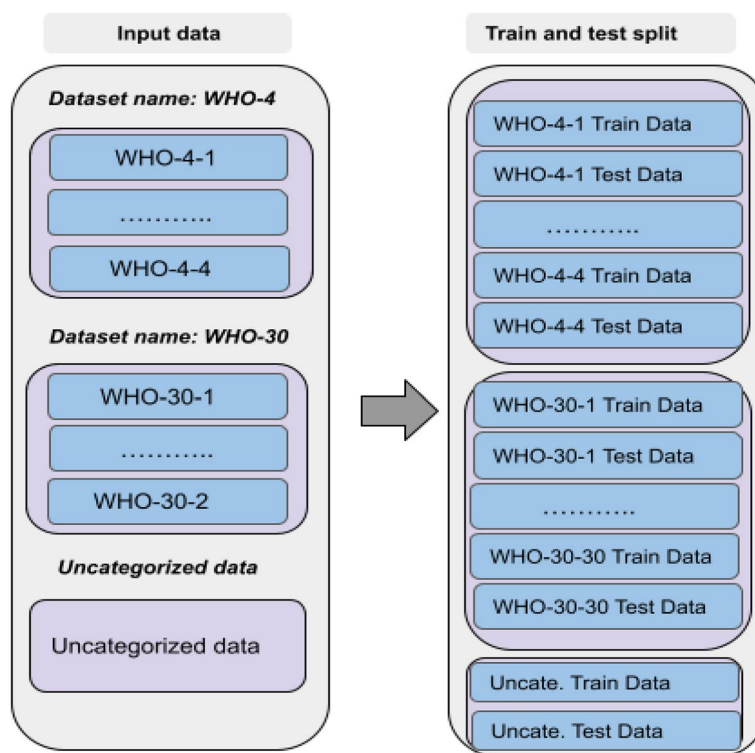 Input data
Dataset name: WHO-4
WHO-4-1
………..
WHO-4-4
Dataset name: WHO-30
WHO-30-1
………..
WHO-30-2
Uncategorized data
Uncategorized data
Train and test split
WHO-4-1 Train Data
WHO-4-1 Test Data
………..
WHO-4-4 Train Data
WHO-4-4 Test Data
WHO-30-1 Train Data
WHO-30-1 Test Data
………..
WHO-30-30 Train Data
WHO-30-30 Test Data
Uncate. Train Data
Uncate. Test Data